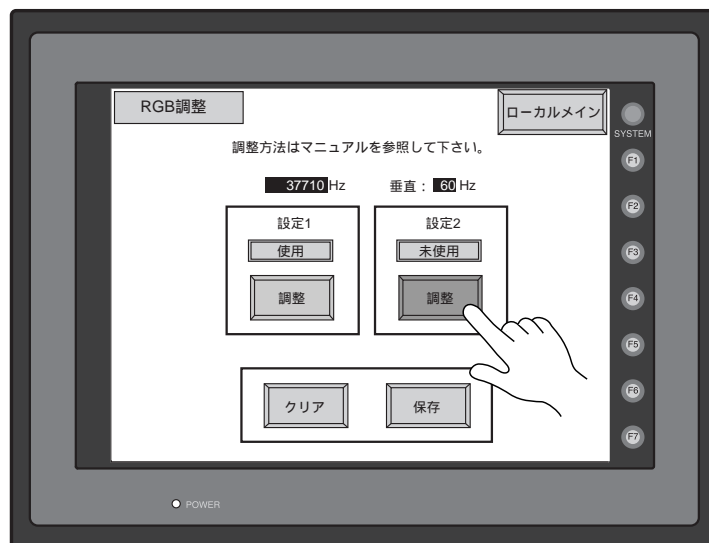 RGB調整
ローカルメイン
SYSTEM
調整方法はマニュアルを参照して下さい。
37710 Hz 垂直： 60 Hz
設定1
使用
調整
設定2
未使用
調整
クリア
保存
F1
F2
F3
F4
F5
F6
F7
POWER